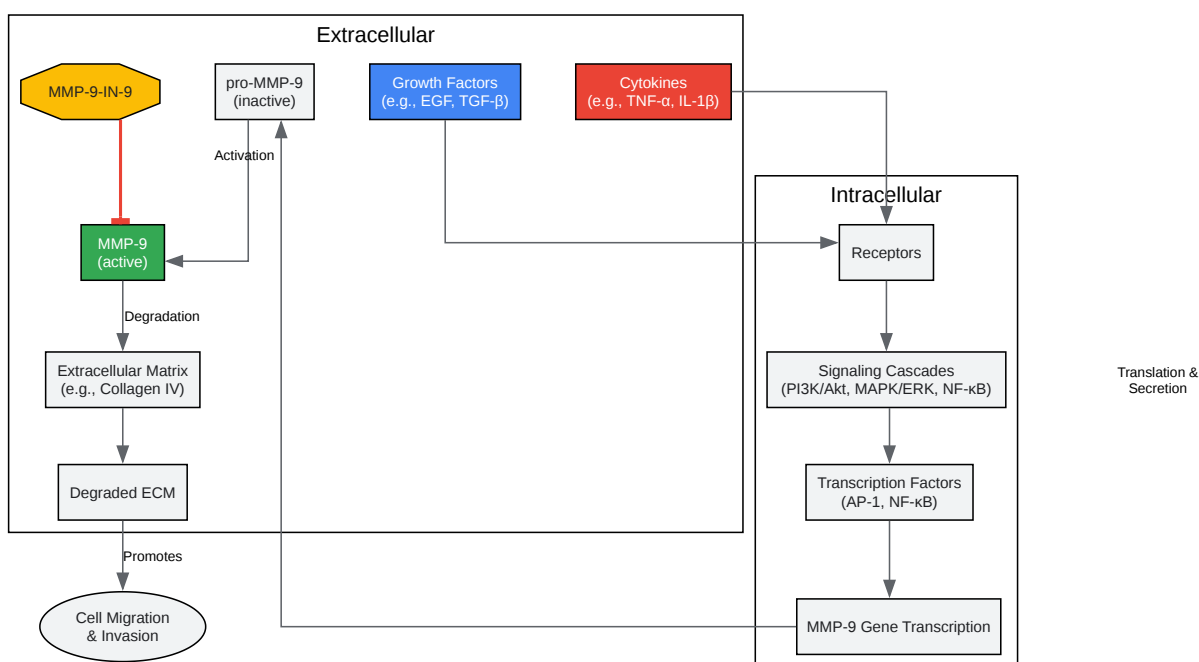 Extracellular
MMP-9-IN-9
pro-MMP-9
(inactive)
Growth Factors
(e.g., EGF, TGF-β)
Cytokines
(e.g., TNF-α, IL-1β)
Activation
Intracellular
MMP-9
(active)
Receptors
Degradation
Extracellular Matrix
(e.g., Collagen IV)
Signaling Cascades
(PI3K/Akt, MAPK/ERK, NF-κB)
Translation &
Secretion
Degraded ECM
Transcription Factors
(AP-1, NF-κB)
Promotes
Cell Migration
& Invasion
MMP-9 Gene Transcription